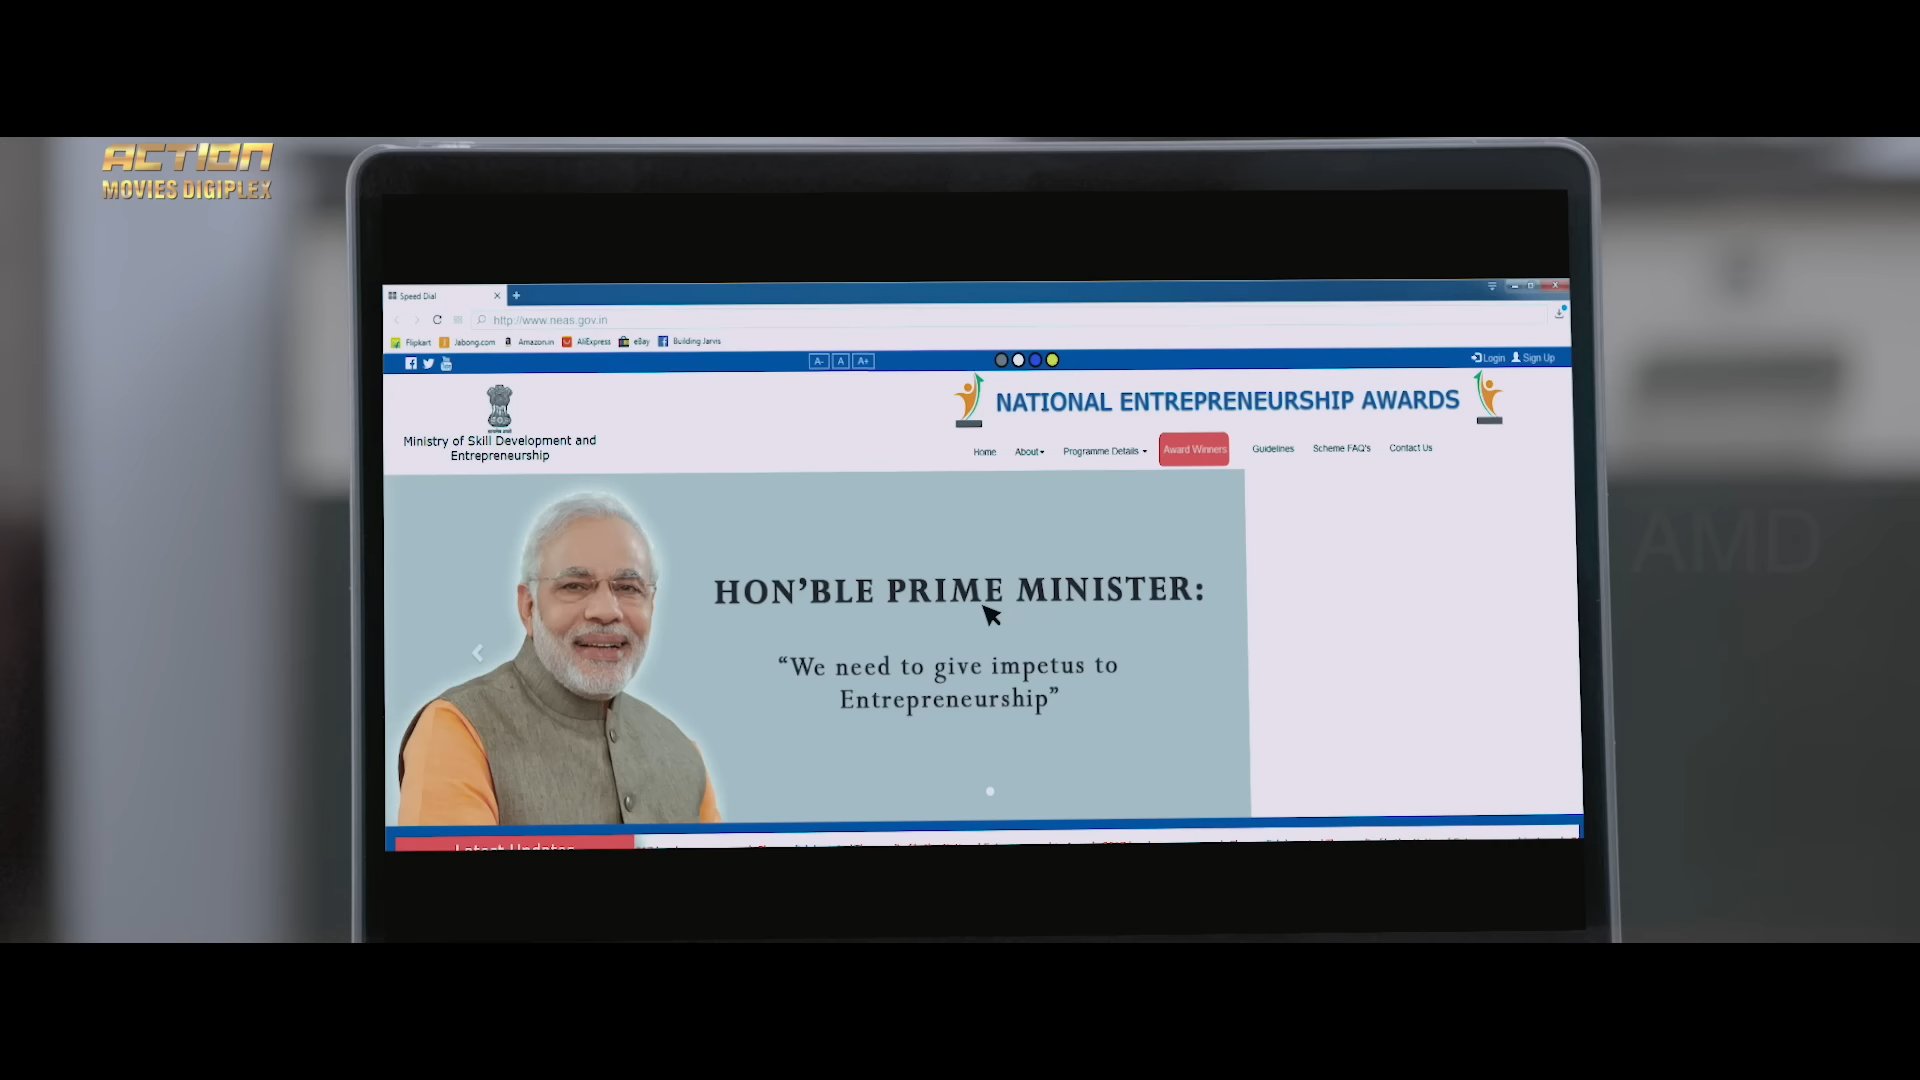 ACTION
MOVIES DIGIPLEX
Speed Dial
http://www.neas.gov.in
Flipkart Jabong.com Amazon.in AliExpress eBay Building Jarvis
A- A A+
Login Sign Up
NATIONAL ENTREPRENEURSHIP AWARDS
Ministry of Skill Development and
Entrepreneurship
Home About Programme Details Award Winners Guidelines Scheme FAQ's Contact Us
HON'BLE PRIME MINISTER:
“We need to give impetus to
Entrepreneurship”
Latest Updates
AMD